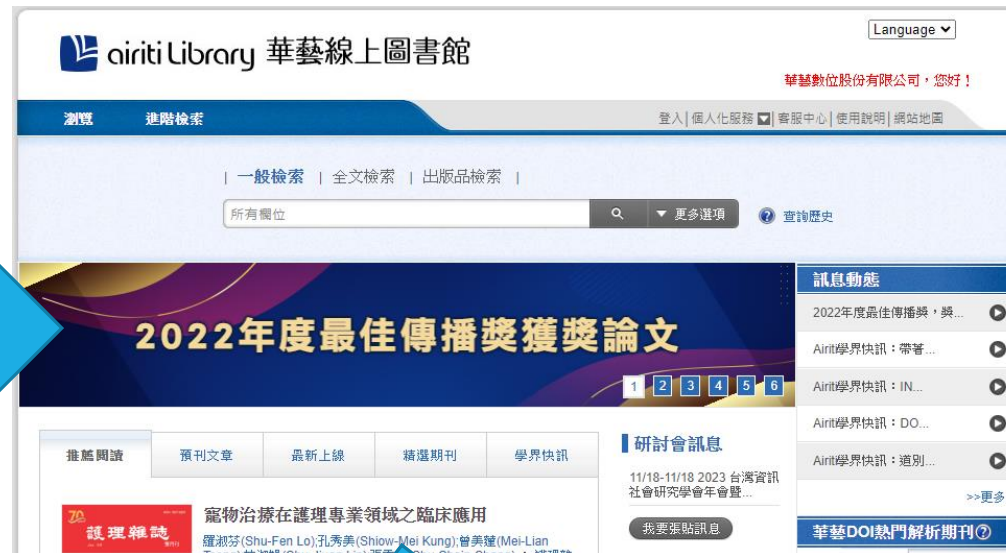 airiti Library 華藝線上圖書館
Language
華藝數位股份有限公司，您好！
瀏覽 進階檢索
登入|個人化服務|客服中心|使用說明|網站地圖
| 一般檢索 | 全文檢索 | 出版品檢索 |
所有欄位
更多選項
查詢歷史
2022年度最佳傳播獎獲獎論文
1 2 3 4 5 6
訊息動態
2022年度最佳傳播獎，獎...
Airiti學界快訊：帶著...
Airiti學界快訊：IN...
Airiti學界快訊：DO...
Airiti學界快訊：道別...
>>更多
推薦閱讀 預刊文章 最新上線 精選期刊 學界快訊
護理雜誌
寵物治療在護理專業領域之臨床應用
羅淑芬(Shu-Fen Lo);孔秀美(Shiow-Mei Kung);曾美蓮(Mei-Lian
研討會訊息
11/18-11/18 2023 台灣資訊
社會研究學會年會暨...
我要張貼訊息
華藝DOI熱門解析期刊